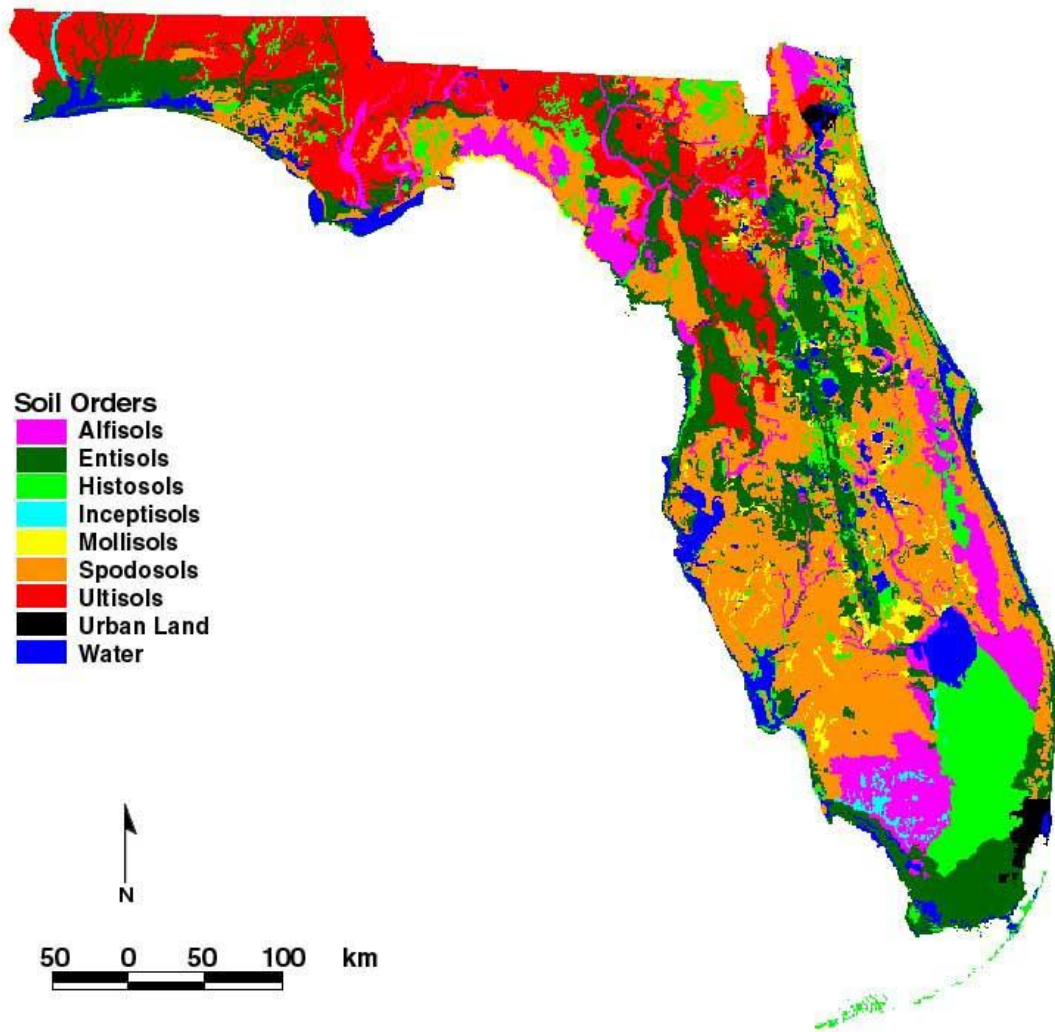 Soil Orders
Alfisols
Entisols
Histosols
Inceptisols
Mollisols
Spodosols
Ultisols
Urban Land
Water
N
50 0 50 100 km